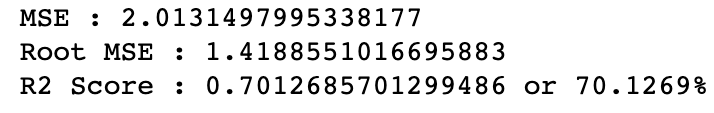 MSE : 2.0131497995338177
Root MSE : 1.4188551016695883
R2 Score : 0.7012685701299486 or 70.1269%